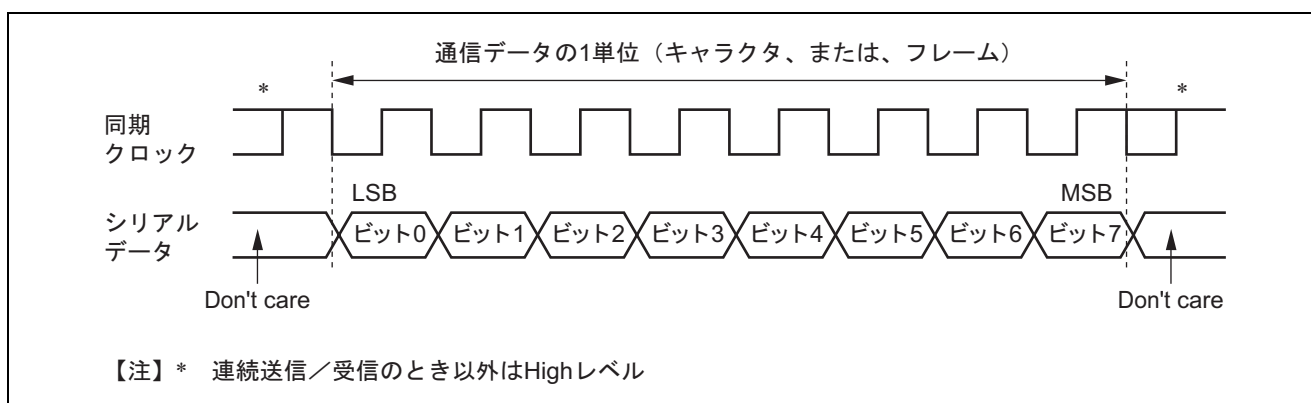 通信データの1単位（キャラクタ、または、フレーム）
* *
同期
クロック
LSB MSB
シリアル
データ
ビット0 ビット1 ビット2 ビット3 ビット4 ビット5 ビット6 ビット7
Don't care Don't care
【注】* 連続送信／受信のとき以外はHighレベル